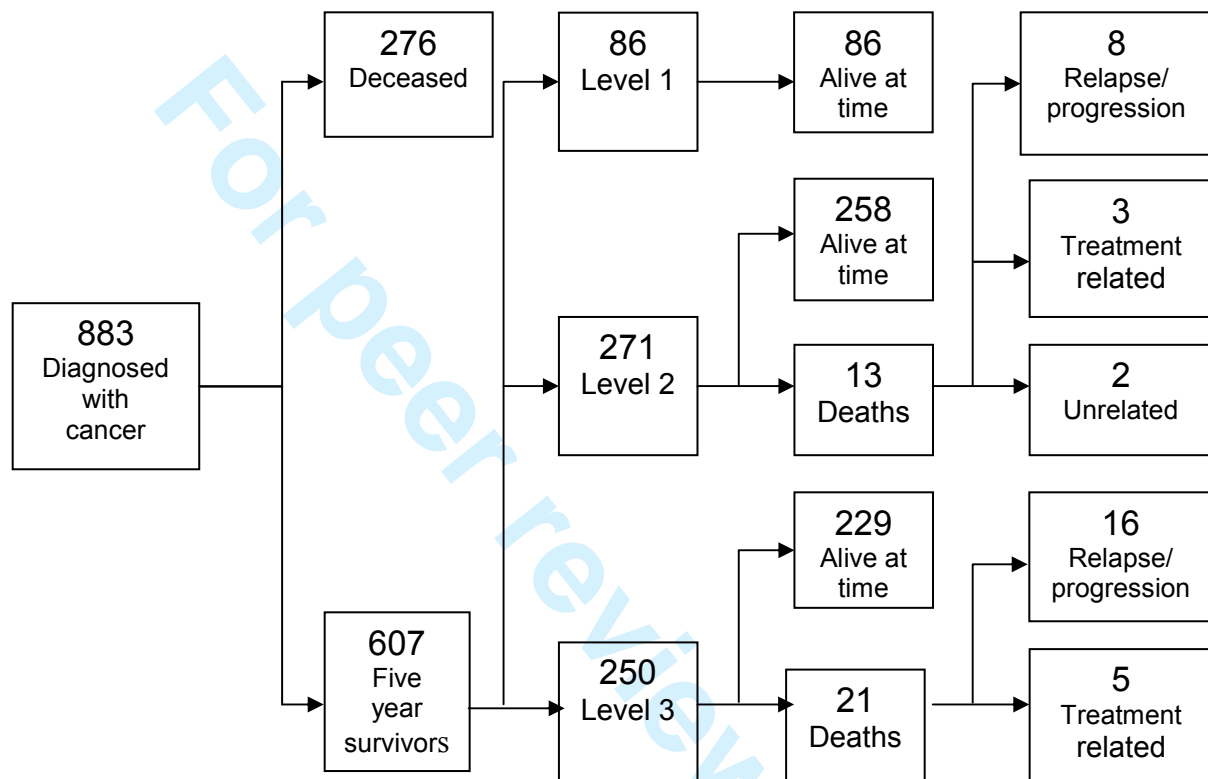 883
Diagnosed
with
cancer
276
Deceased
607
Five
year
survivors
86
Level 1
271
Level 2
250
Level 3
86
Alive at
time
258
Alive at
time
13
Deaths
229
Alive at
time
21
Deaths
8
Relapse/
progression
3
Treatment
related
2
Unrelated
16
Relapse/
progression
5
Treatment
related
For peer review